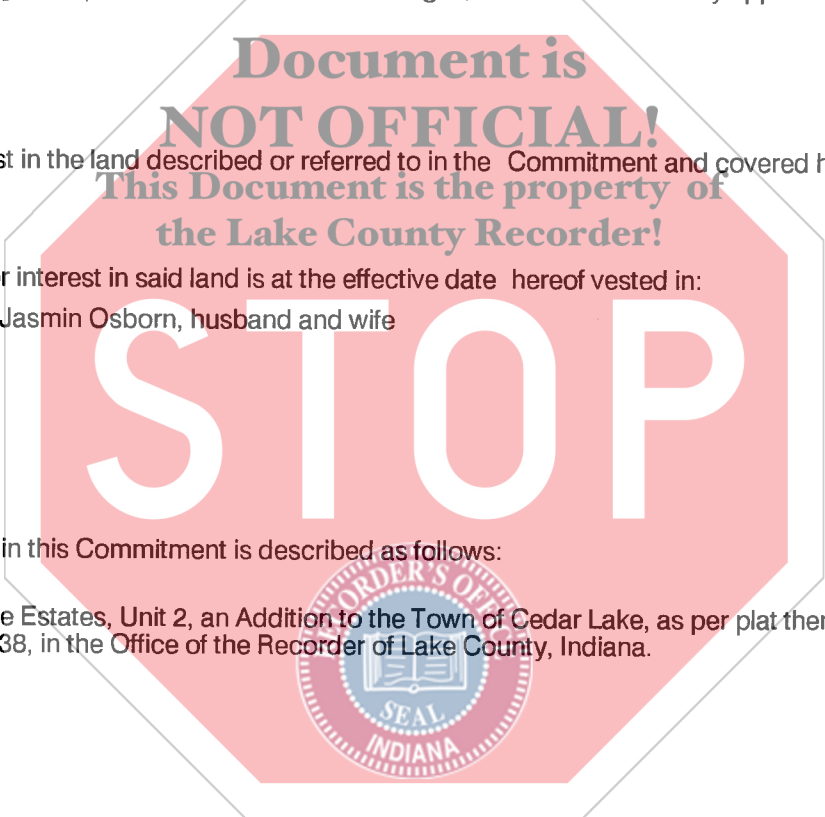 Document is
NOT OFFICIAL!
st in the land described or referred to in the Commitment and covered h
This Document is the property of
the Lake County Recorder!
r interest in said land is at the effective date hereof vested in:
Jasmin Osborn, husband and wife
STOP
in this Commitment is described as follows:
RECORDER'S OFFICE
e Estates, Unit 2, an Addition to the Town of Cedar Lake, as per plat ther
38, in the Office of the Recorder of Lake County, Indiana.
SEAL
INDIANA